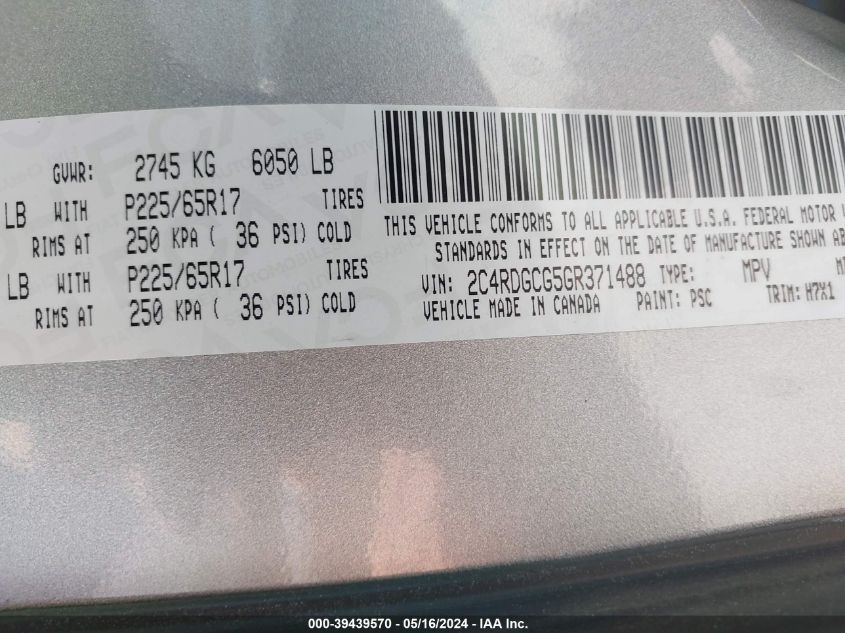 GVWR: 2745 KG 6050 LB
LB WITH P225/65R17 TIRES
RIMS AT 250 KPA ( 36 PSI) COLD
LB WITH P225/65R17 TIRES
RIMS AT 250 KPA ( 36 PSI) COLD
THIS VEHICLE CONFORMS TO ALL APPLICABLE U.S.A. FEDERAL MOTOR
STANDARDS IN EFFECT ON THE DATE OF MANUFACTURE SHOWN AB
VIN: 2C4RDGCG5GR371488 TYPE: MPV
VEHICLE MADE IN CANADA PAINT: PSC TRIM: H7X1
000-39439570 - 05/16/2024 - IAA Inc.